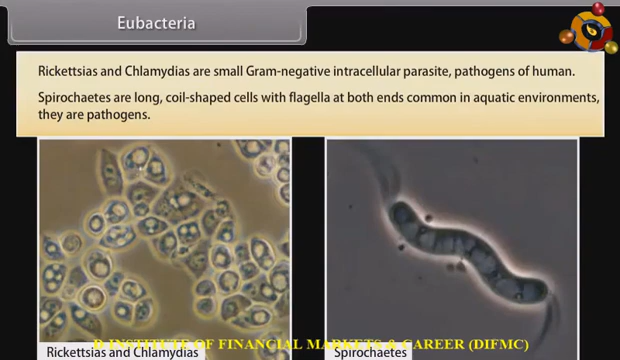 Eubacteria
Rickettsias and Chlamydias are small Gram-negative intracellular parasite, pathogens of human.
Spirochaetes are long, coil-shaped cells with flagella at both ends common in aquatic environments,
they are pathogens.
D INSTITUTE OF FINANCIAL MARKETS & CAREER (DIFMC)
Rickettsias and Chlamydias
Spirochaetes